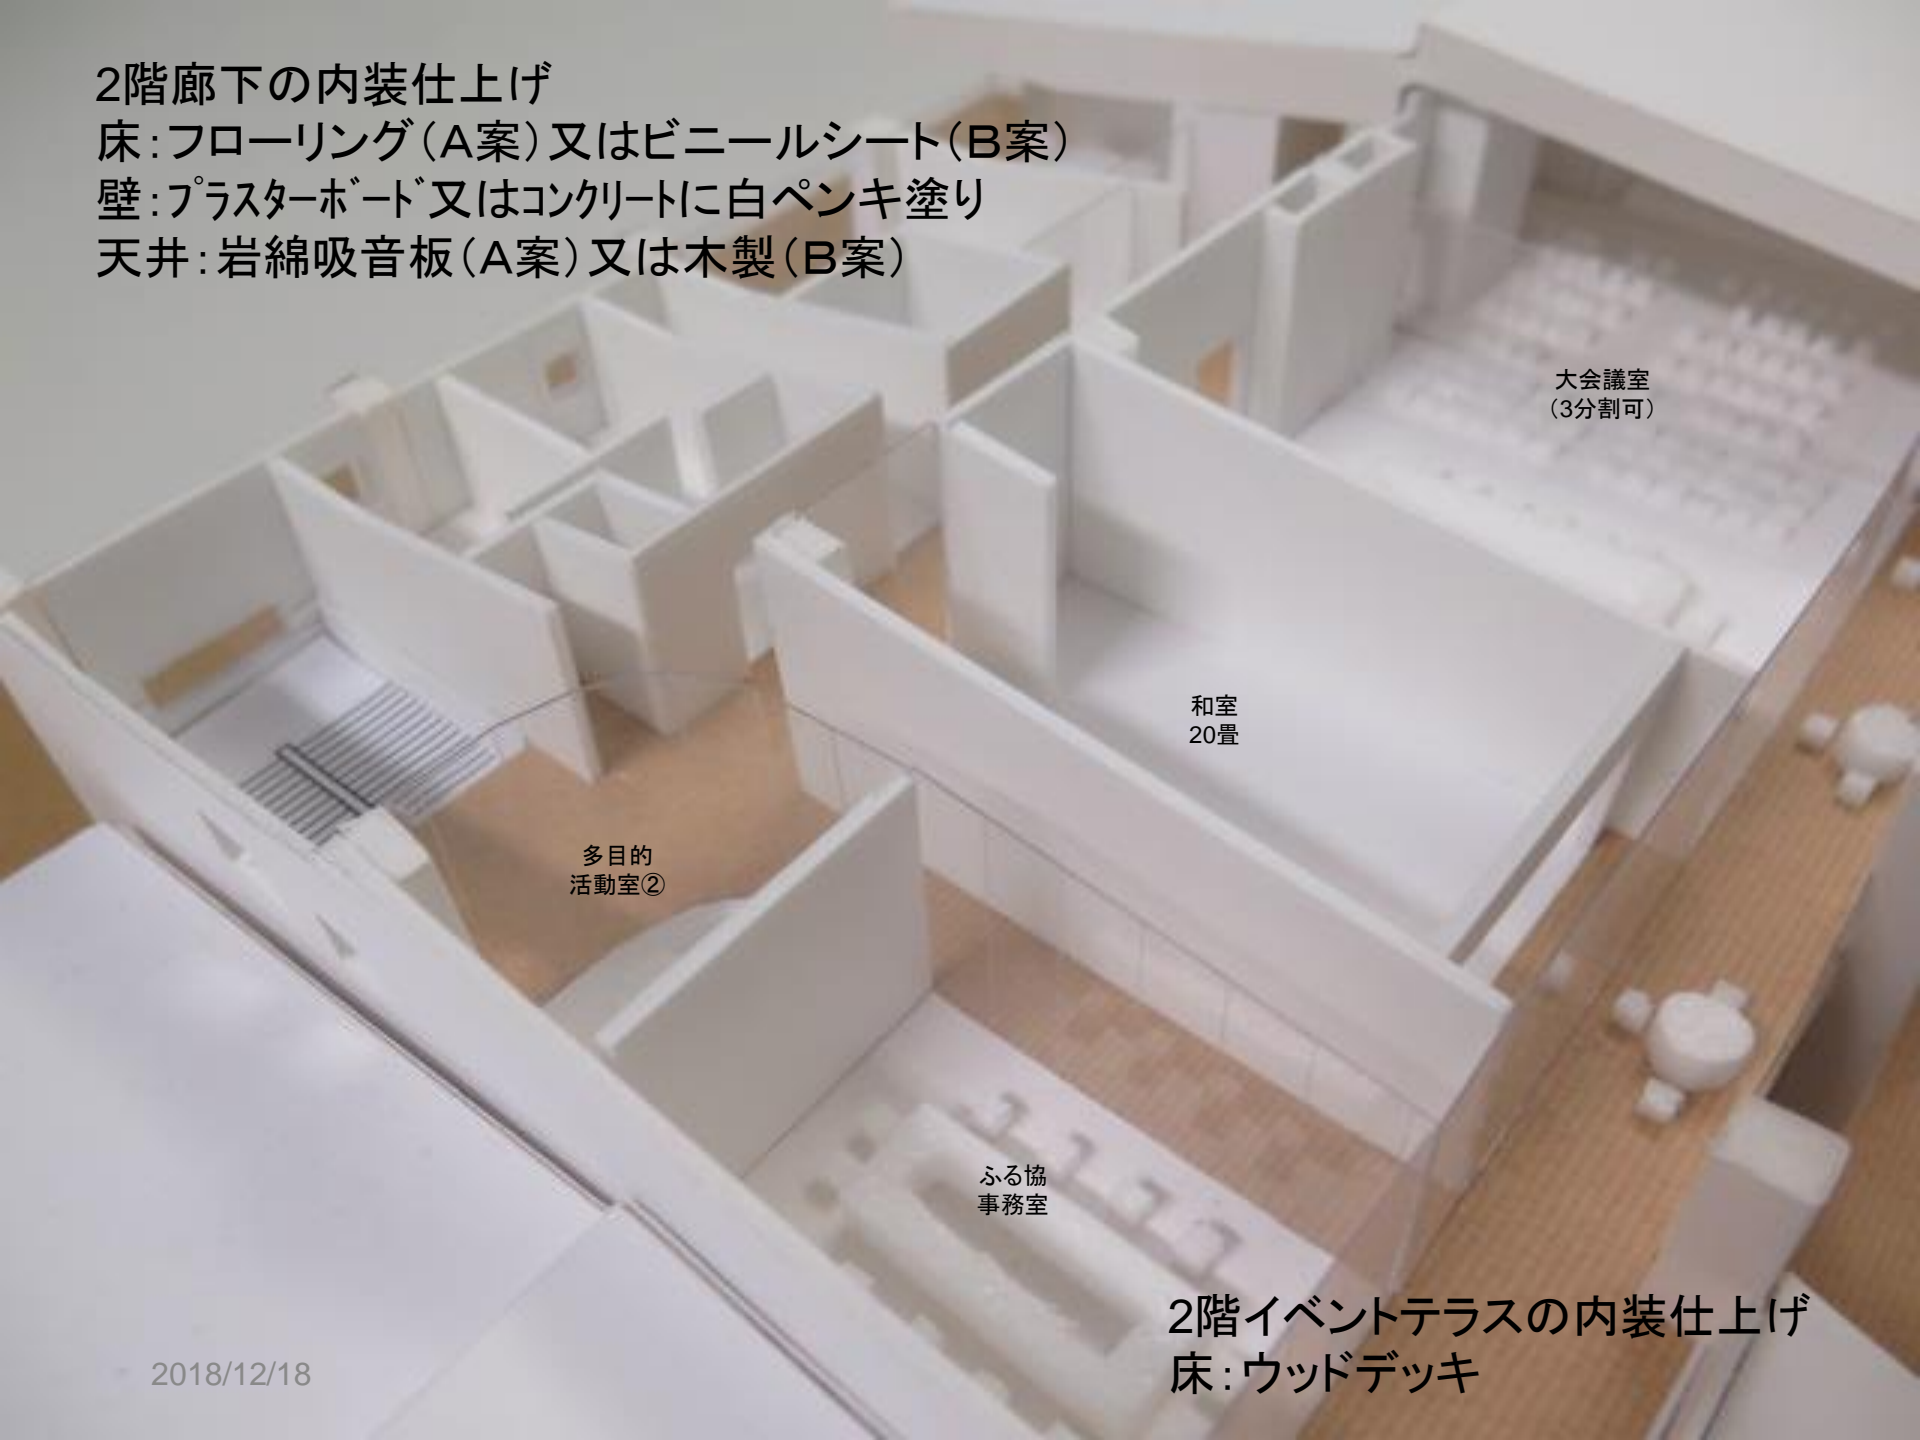 2階廊下の内装仕上げ
床：フローリング（Ａ案）又はビニールシート（Ｂ案）
壁：ﾌﾟﾗｽﾀｰﾎﾞｰﾄﾞ又はｺﾝｸﾘｰﾄに白ペンキ塗り
天井：岩綿吸音板（Ａ案）又は木製（Ｂ案）
大会議室
（3分割可）
和室
20畳
多目的
活動室②
ふる協
事務室
2階イベントテラスの内装仕上げ
床：ウッドデッキ
2018/12/18